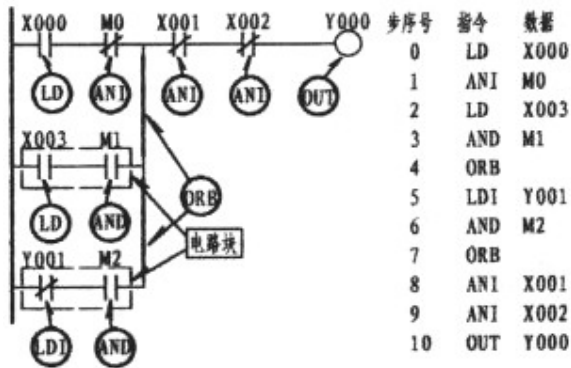 X000 M0 X001 X002 Y000
LD ANI ANI ANI OUT
X003 M1
LD AND ORB
电路块
Y001 M2
LDI AND
步序号 指令 数据
0 LD X000
1 ANI M0
2 LD X003
3 AND M1
4 ORB
5 LDI Y001
6 AND M2
7 ORB
8 ANI X001
9 ANI X002
10 OUT Y000